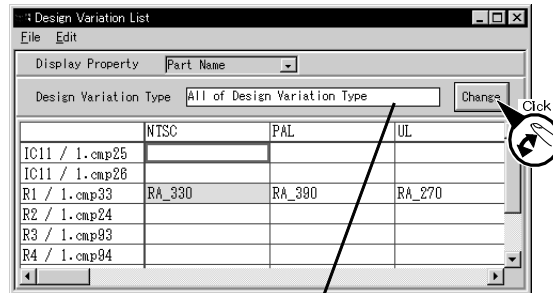 Design Variation List
File Edit
Display Property Part Name
Design Variation Type All of Design Variation Type Change
Click
NTSC PAL UL
IC11 / 1.cmp25
IC11 / 1.cmp26
R1 / 1.cmp33 RA_330 RA_390 RA_270
R2 / 1.cmp24
R3 / 1.cmp93
R4 / 1.cmp94